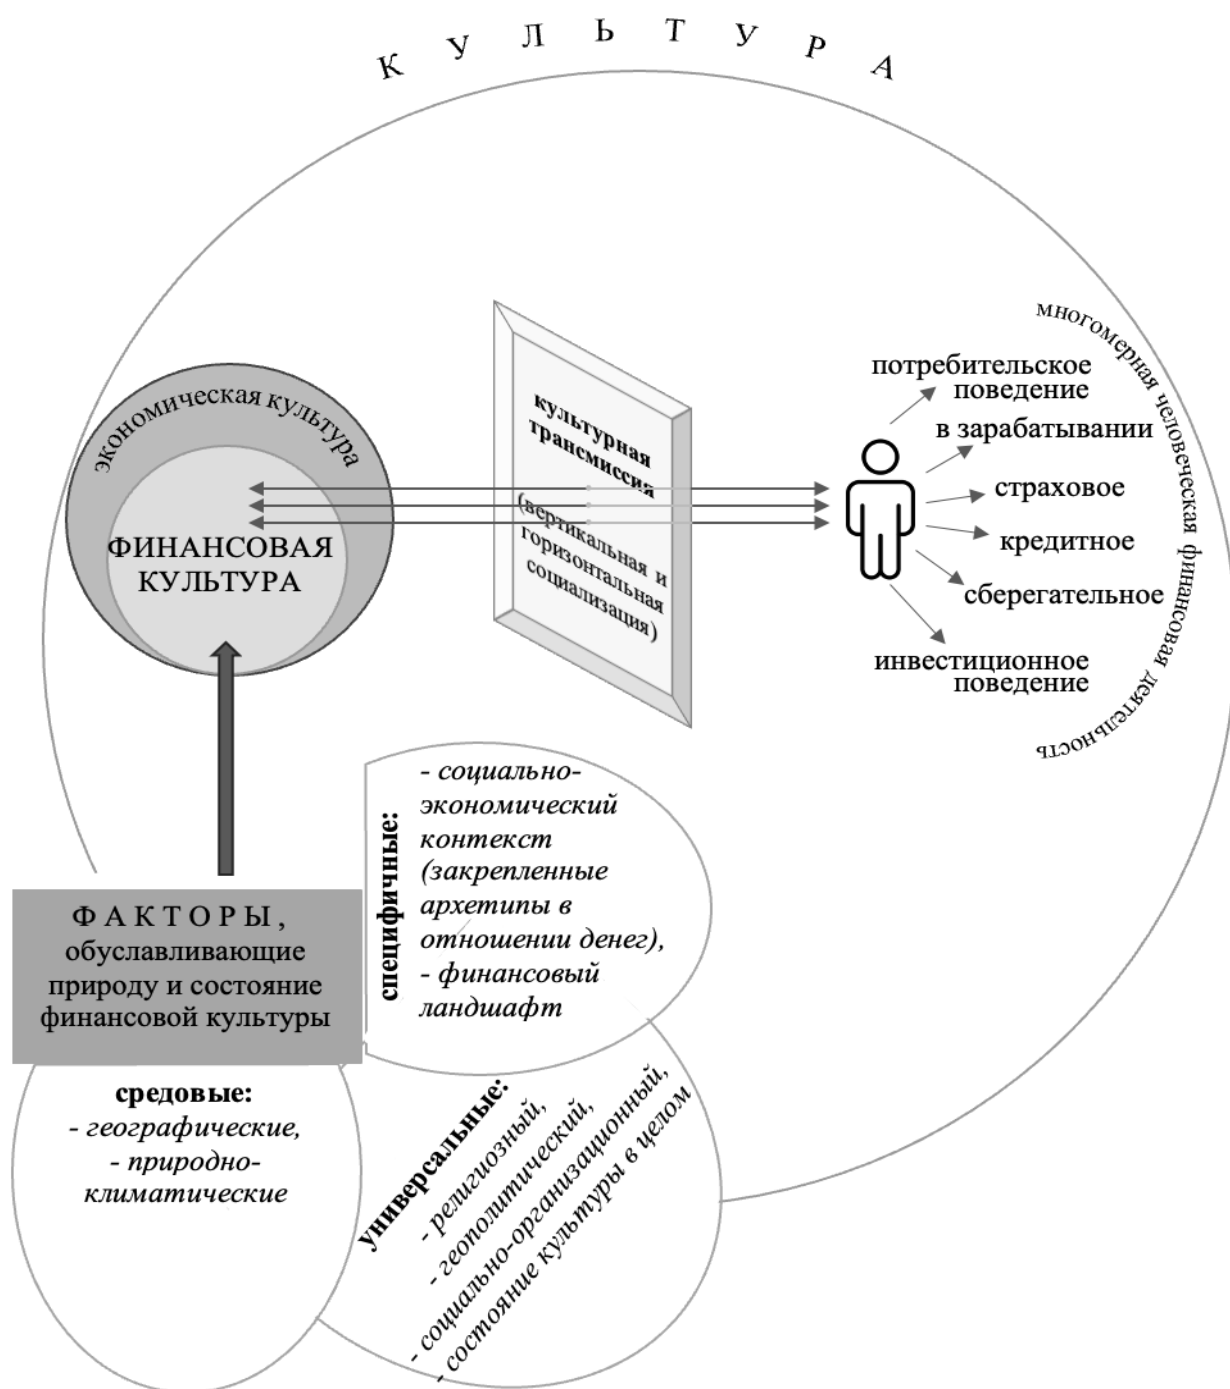 К У Л Ь Т У Р А
экономическая культура
ФИНАНСОВАЯ
КУЛЬТУРА
культурная
трансмиссия
(вертикальная и
горизонтальная
социализация)
потребительское
поведение
в зарабатывании
страховое
кредитное
сберегательное
инвестиционное
поведение
многомерная человеческая финансовая деятельность
Ф А К Т О Р Ы ,
обуславливающие
природу и состояние
финансовой культуры
специфичные:
- социально-
экономический
контекст
(закрепленные
архетипы в
отношении денег),
- финансовый
ландшафт
средовые:
- географические,
- природно-
климатические
универсальные:
- религиозный,
- геополитический,
- социально-организационный,
- состояние культуры в целом